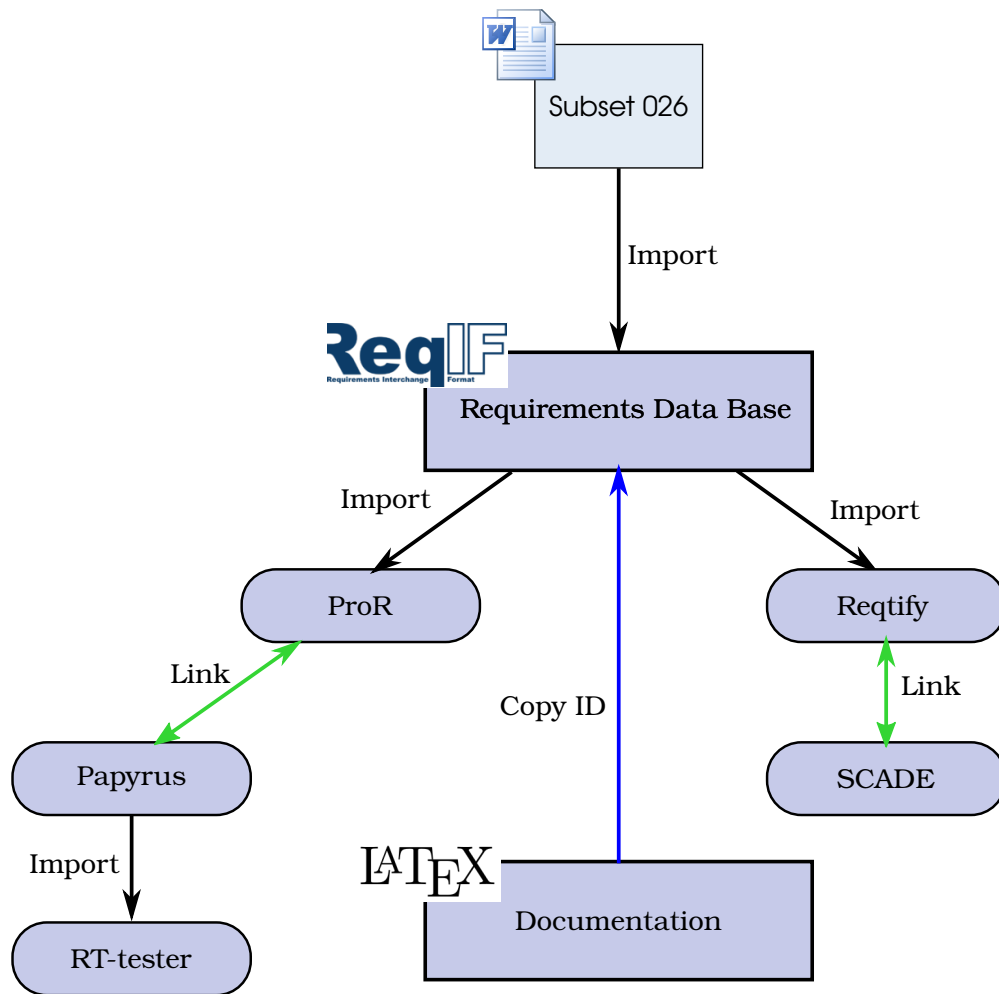 W
Subset 026
Import
ReqIF
Requirements Interchange Format
Requirements Data Base
Import
Import
ProR
Reqtify
Link
Link
Copy ID
Papyrus
SCADE
Import
LATEX
Documentation
RT-tester